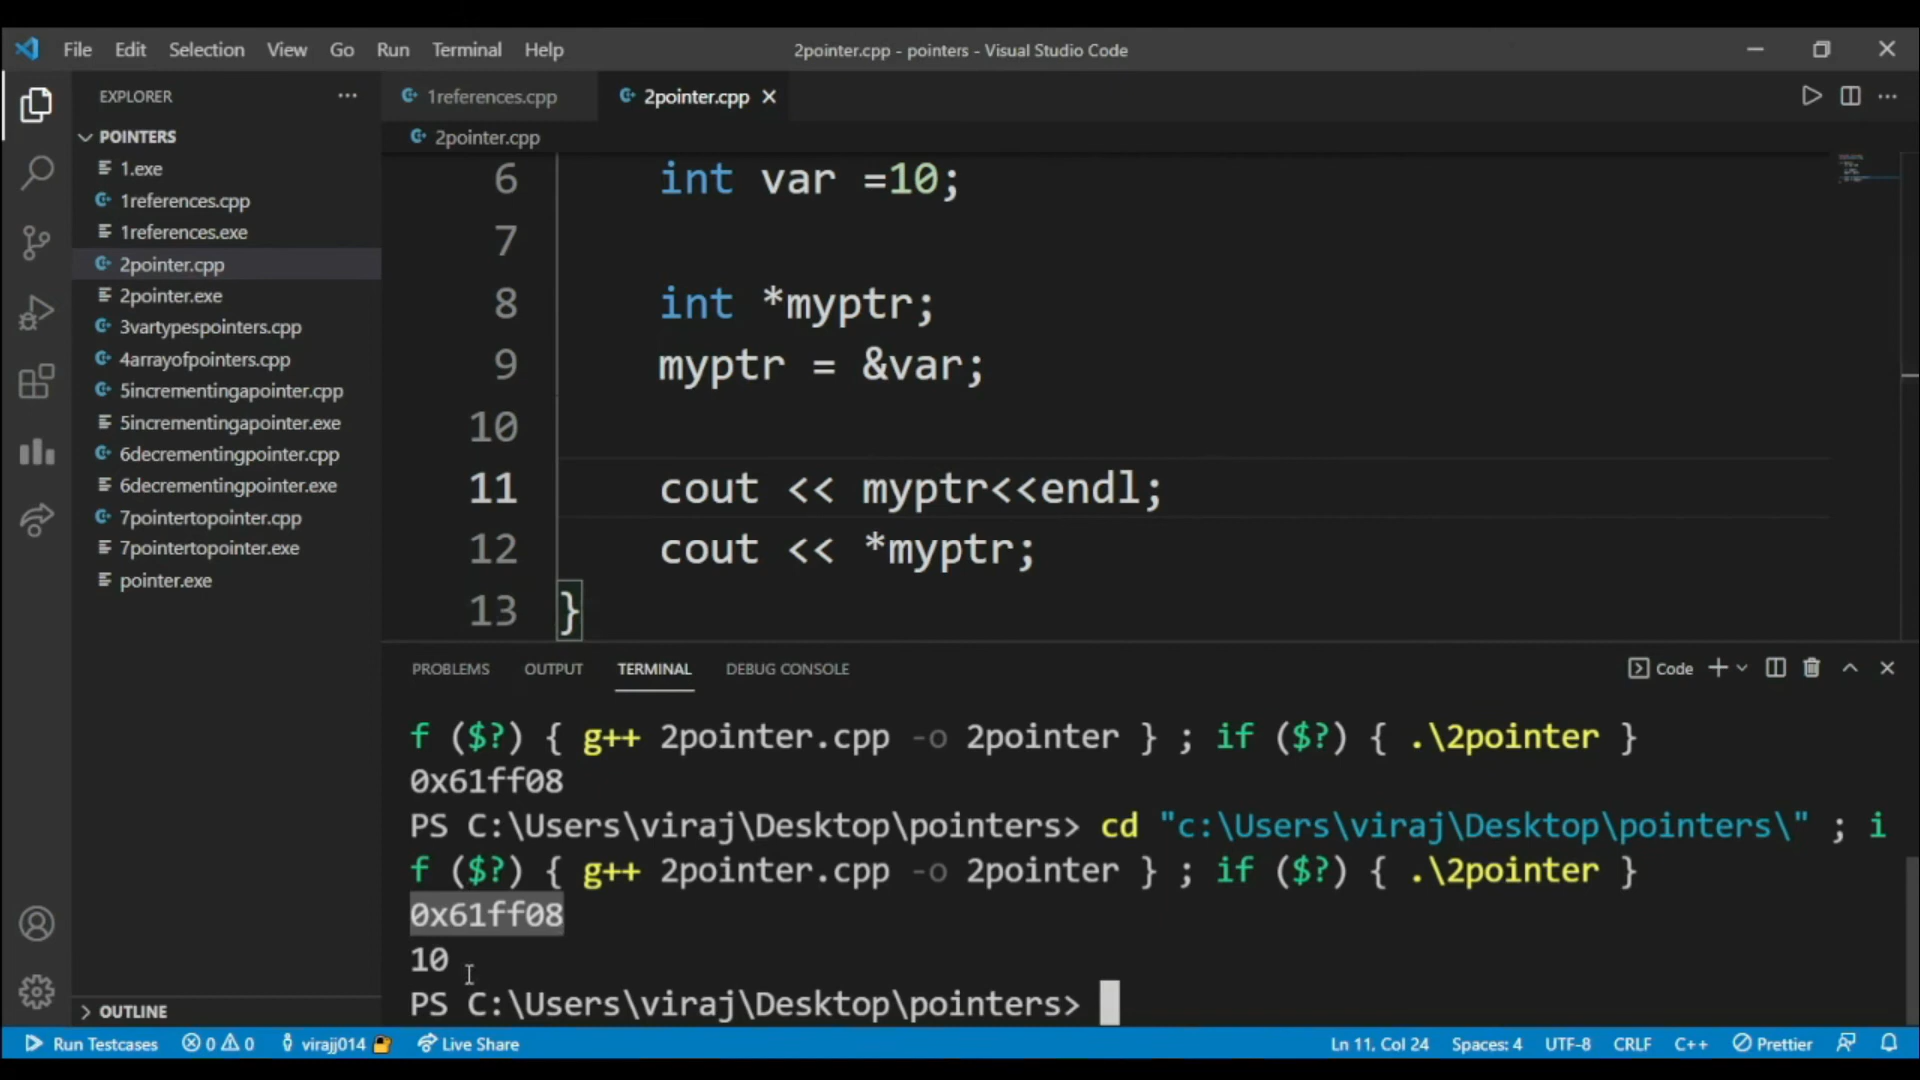 File Edit Selection View Go Run Terminal Help
2pointer.cpp - pointers - Visual Studio Code
EXPLORER
POINTERS
1.exe
1references.cpp
1references.exe
2pointer.cpp
2pointer.exe
3vartypespointers.cpp
4arrayofpointers.cpp
5incrementingapointer.cpp
5incrementingapointer.exe
6decrementingpointer.cpp
6decrementingpointer.exe
7pointertopointer.cpp
7pointertopointer.exe
pointer.exe
OUTLINE
1references.cpp
2pointer.cpp
2pointer.cpp
6 int var =10;
7
8 int *myptr;
9 myptr = &var;
10
11 cout << myptr<<endl;
12 cout << *myptr;
13 }
PROBLEMS OUTPUT TERMINAL DEBUG CONSOLE
Code
f ($?) { g++ 2pointer.cpp -o 2pointer } ; if ($?) { .\2pointer }
0x61ff08
PS C:\Users\viraj\Desktop\pointers> cd "c:\Users\viraj\Desktop\pointers\" ; i
f ($?) { g++ 2pointer.cpp -o 2pointer } ; if ($?) { .\2pointer }
0x61ff08
10
PS C:\Users\viraj\Desktop\pointers>
Run Testcases 0 0 virajj014 Live Share
Ln 11, Col 24 Spaces: 4 UTF-8 CRLF C++ Prettier